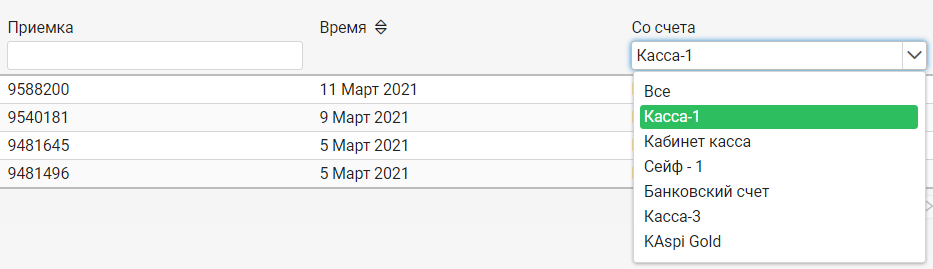 Приемка Время Со счета
Касса-1
9588200 11 Март 2021
Все
9540181 9 Март 2021
Касса-1
9481645 5 Март 2021
Кабинет касса
9481496 5 Март 2021
Сейф - 1
Банковский счет
Касса-3
KAspi Gold